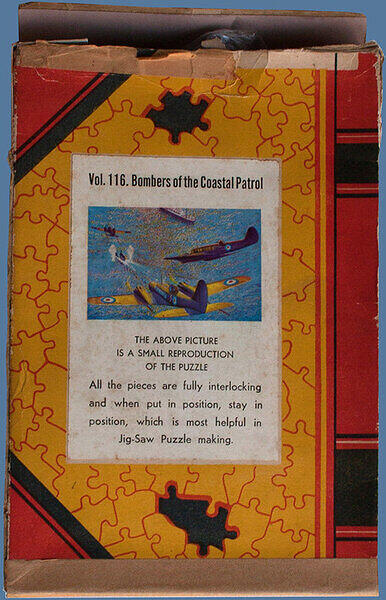 Vol. 116. Bombers of the Coastal Patrol
THE ABOVE PICTURE
IS A SMALL REPRODUCTION
OF THE PUZZLE
All the pieces are fully interlocking
and when put in position, stay in
position, which is most helpful in
Jig-Saw Puzzle making.